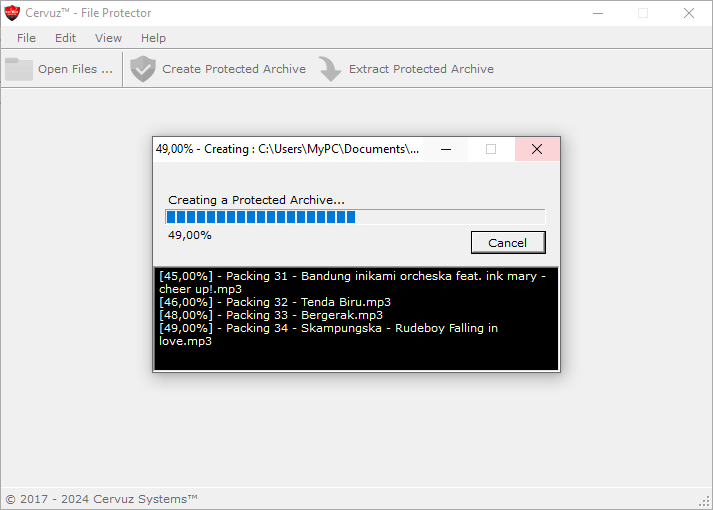 Cervuz™ - File Protector
File Edit View Help
Open Files ... Create Protected Archive Extract Protected Archive
49,00% - Creating : C:\Users\MyPC\Documents\...
Creating a Protected Archive...
49,00%
Cancel
[45,00%] - Packing 31 - Bandung inikami orcheska feat. ink mary -
cheer up!.mp3
[46,00%] - Packing 32 - Tenda Biru.mp3
[48,00%] - Packing 33 - Bergerak.mp3
[49,00%] - Packing 34 - Skampungska - Rudeboy Falling in
love.mp3
© 2017 - 2024 Cervuz Systems™